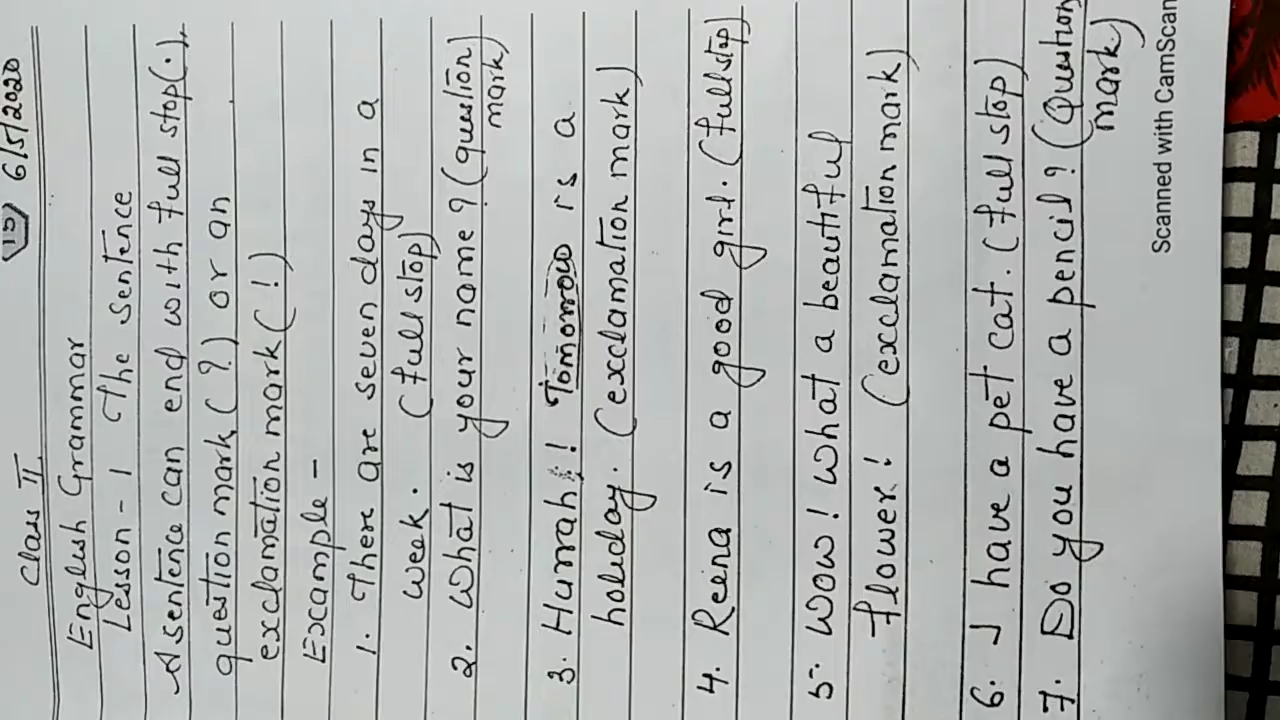 15 6/5/2020
Class II
English Grammar
Lesson - 1 The Sentence
A sentence can end with full stop(.),
question mark(?) or an
exclamation mark(!)
Example -
1. There are seven days in a
week. (full stop)
2. What is your name? (question
mark)
3. Hurrah! Tomorrow is a
holiday. (exclamation mark)
4. Reena is a good girl. (full stop)
5. Wow! What a beautiful
flower! (exclamation mark)
6. I have a pet cat. (full stop)
7. Do you have a pencil? (Question
mark)
Scanned with CamScan